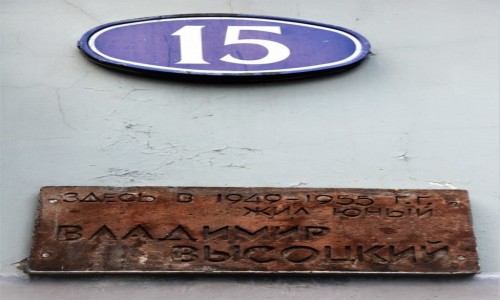 15
ЗДЕСЬ В 1949-1955 Г.Г.
ЖИЛ ЮНЫЙ
ВЛАДИМИР
ВЫСОЦКИЙ